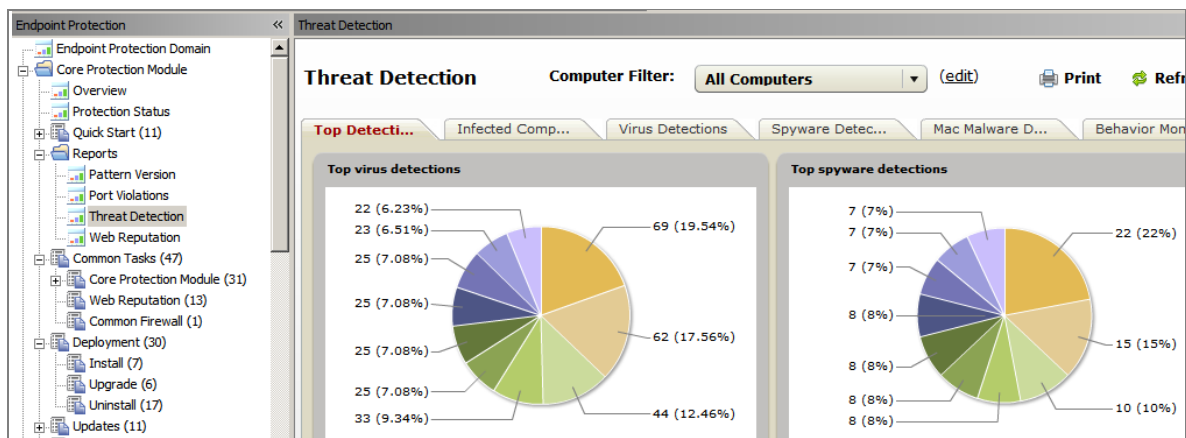 Endpoint Protection «
Endpoint Protection Domain
Core Protection Module
Overview
Protection Status
Quick Start (11)
Reports
Pattern Version
Port Violations
Threat Detection
Web Reputation
Common Tasks (47)
Core Protection Module (31)
Web Reputation (13)
Common Firewall (1)
Deployment (30)
Install (7)
Upgrade (6)
Uninstall (17)
Updates (11)
Threat Detection
Threat Detection Computer Filter: All Computers (edit) Print Refr
Top Detecti... Infected Comp... Virus Detections Spyware Detec... Mac Malware D... Behavior Mon
Top virus detections
22 (6.23%)
23 (6.51%)
25 (7.08%)
25 (7.08%)
25 (7.08%)
25 (7.08%)
33 (9.34%)
69 (19.54%)
62 (17.56%)
44 (12.46%)
Top spyware detections
7 (7%)
7 (7%)
7 (7%)
8 (8%)
8 (8%)
8 (8%)
8 (8%)
22 (22%)
15 (15%)
10 (10%)